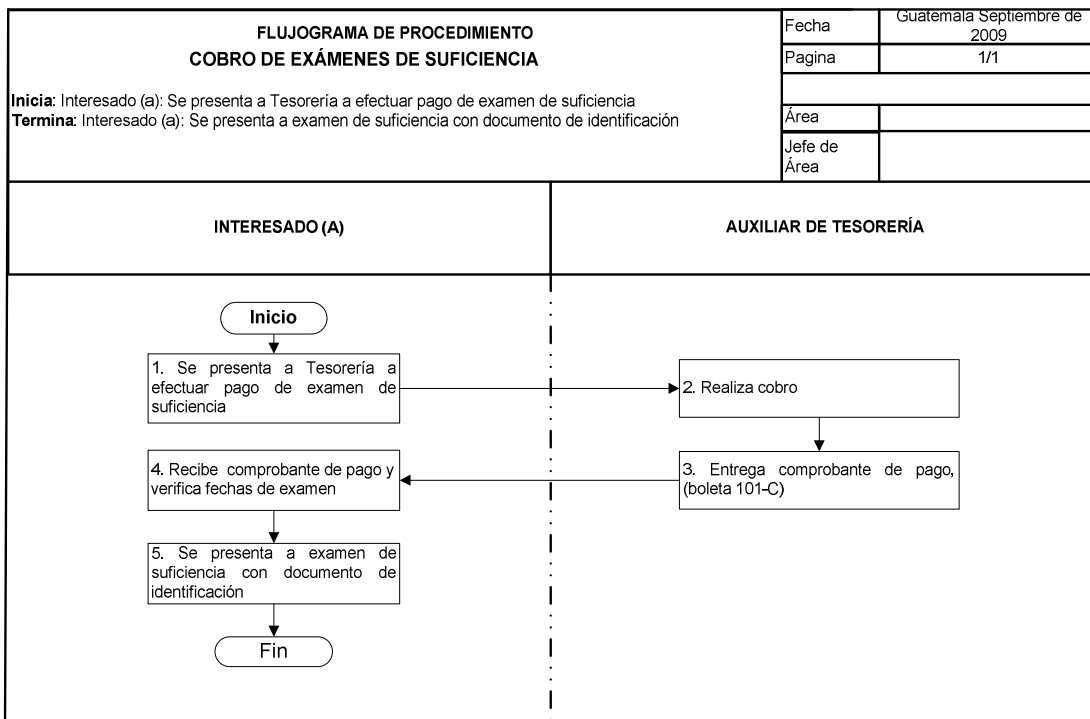 FLUJOGRAMA DE PROCEDIMIENTO
COBRO DE EXÁMENES DE SUFICIENCIA
Inicia: Interesado (a): Se presenta a Tesorería a efectuar pago de examen de suficiencia
Termina: Interesado (a): Se presenta a examen de suficiencia con documento de identificación
Fecha
Guatemala Septiembre de
2009
Pagina
1/1
Área
Jefe de
Área
INTERESADO (A)
AUXILIAR DE TESORERÍA
Inicio
1. Se presenta a Tesorería a
efectuar pago de examen de
suficiencia
2. Realiza cobro
3. Entrega comprobante de pago,
(boleta 101-C)
4. Recibe comprobante de pago y
verifica fechas de examen
5. Se presenta a examen de
suficiencia con documento de
identificación
Fin